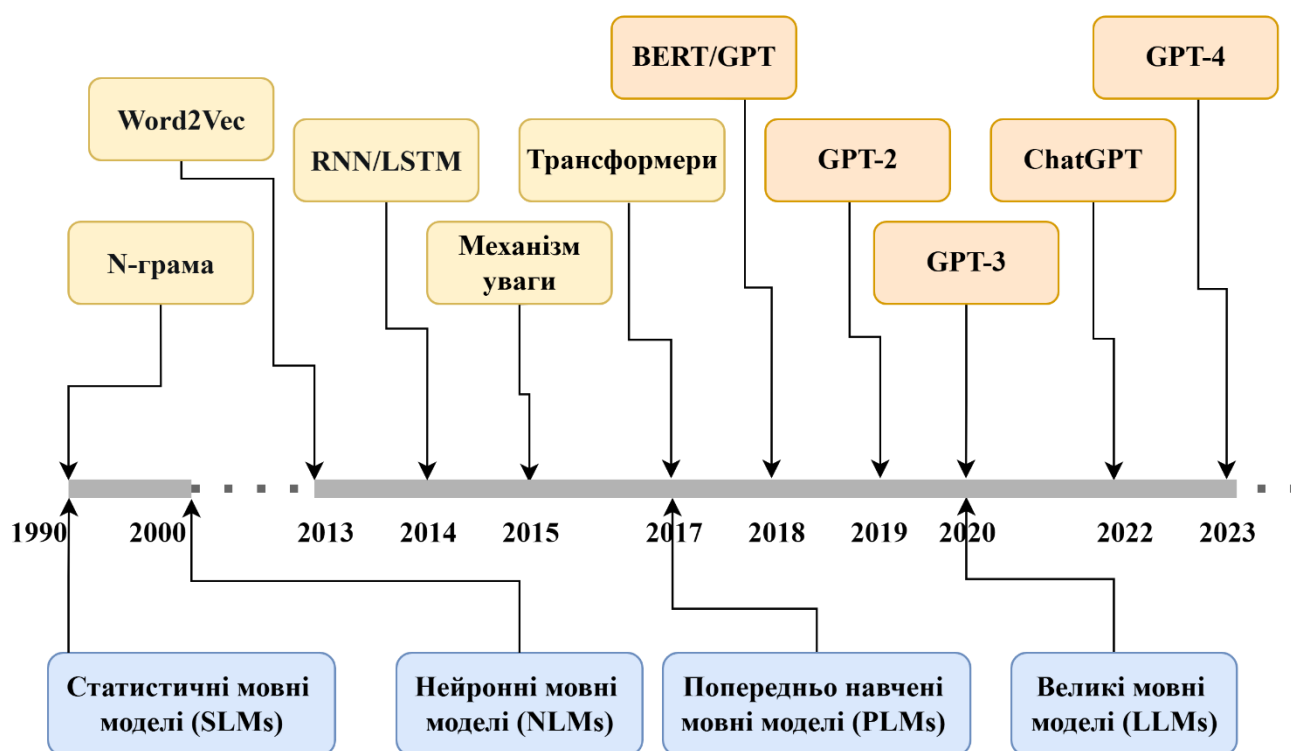 BERT/GPT
GPT-4
Word2Vec
RNN/LSTM
Трансформери
GPT-2
ChatGPT
N-грама
Механізм
уваги
GPT-3
1990
2000
2013
2014
2015
2017
2018
2019
2020
2022
2023
Статистичні мовні
моделі (SLMs)
Нейронні мовні
моделі (NLMs)
Попередньо навчені
мовні моделі (PLMs)
Великі мовні
моделі (LLMs)